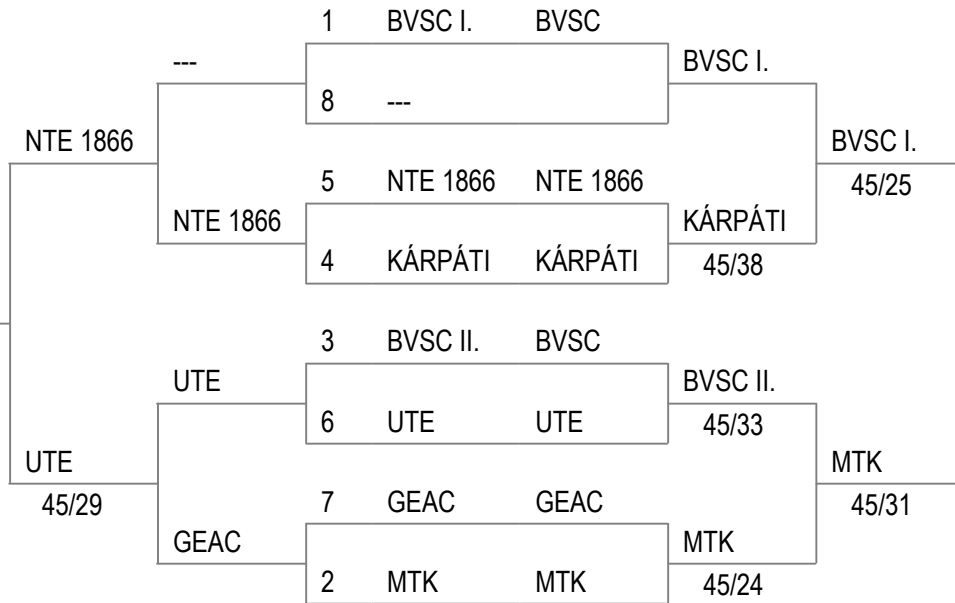 1 BVSC I. BVSC
--- BVSC I.
8 ---
NTE 1866 BVSC I.
5 NTE 1866 NTE 1866 45/25
NTE 1866 KÁRPÁTI
4 KÁRPÁTI KÁRPÁTI 45/38
3 BVSC II. BVSC
UTE BVSC II.
6 UTE UTE 45/33
UTE MTK
45/29 7 GEAC GEAC 45/31
GEAC MTK
2 MTK MTK 45/24